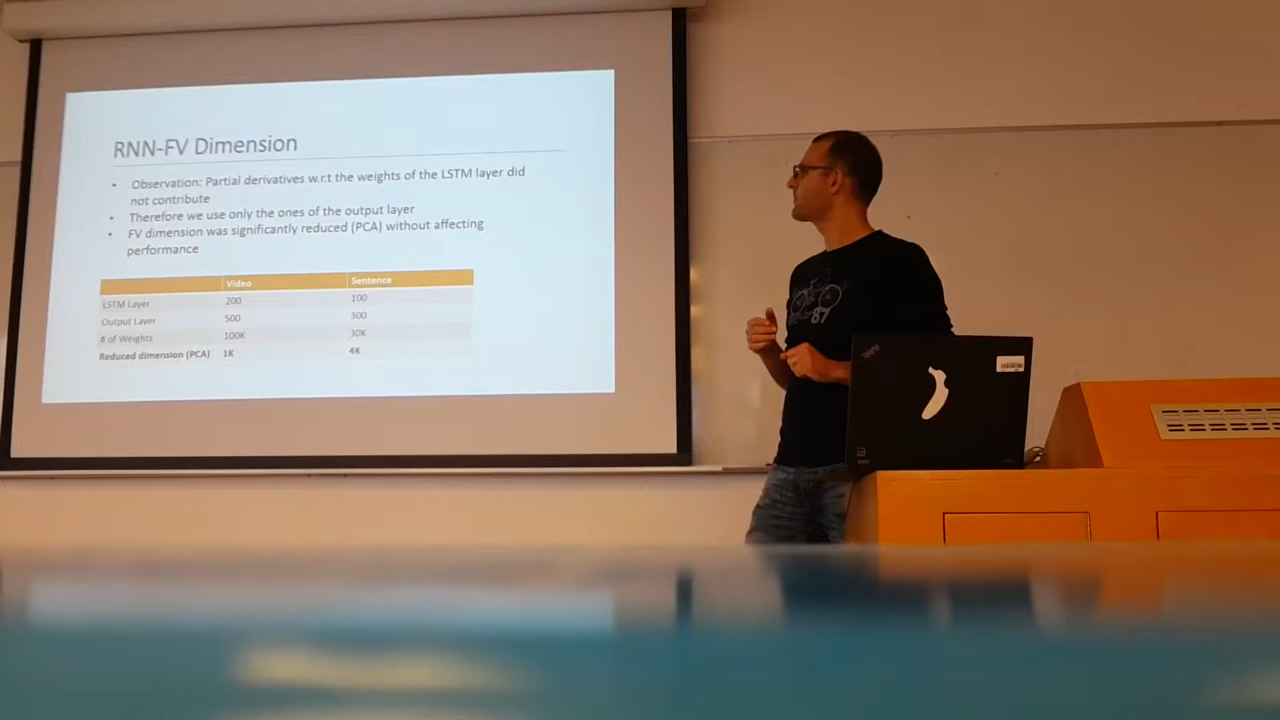 RNN-FV Dimension
• Observation: Partial derivatives w.r.t the weights of the LSTM layer did
not contribute
• Therefore we use only the ones of the output layer
• FV dimension was significantly reduced (PCA) without affecting
performance
Video Sentence
LSTM Layer 200 100
Output Layer 500 300
# of Weights 100K 30K
Reduced dimension (PCA) 1K 4K
87
ThinkPad